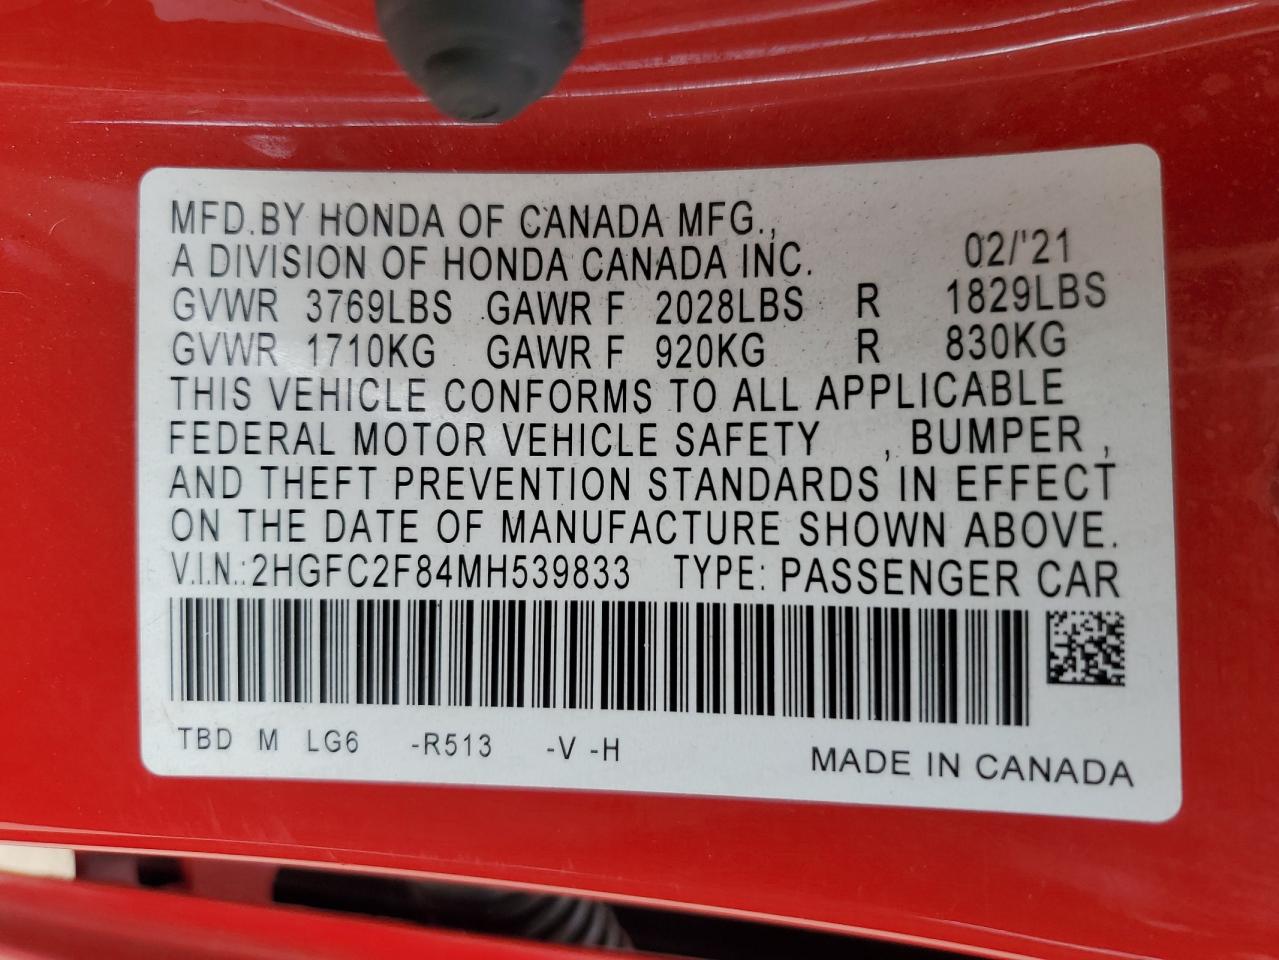 MFD.BY HONDA OF CANADA MFG.,
A DIVISION OF HONDA CANADA INC. 02/'21
GVWR 3769LBS GAWR F 2028LBS R 1829LBS
GVWR 1710KG GAWR F 920KG R 830KG
THIS VEHICLE CONFORMS TO ALL APPLICABLE
FEDERAL MOTOR VEHICLE SAFETY , BUMPER ,
AND THEFT PREVENTION STANDARDS IN EFFECT
ON THE DATE OF MANUFACTURE SHOWN ABOVE.
V.I.N.:2HGFC2F84MH539833 TYPE: PASSENGER CAR
TBD M LG6 -R513 -V -H
MADE IN CANADA